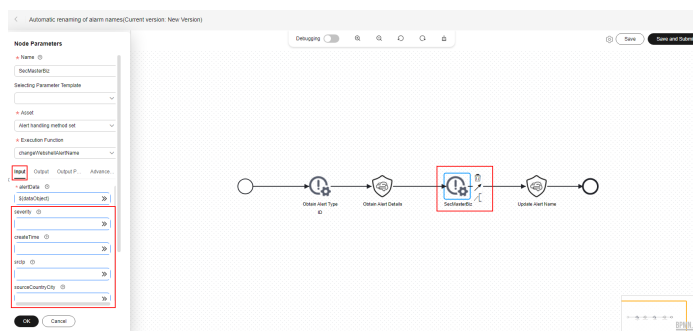 Automatic renaming of alarm names(Current version: New Version)
Debugging
Save
Save and Submit
Node Parameters
* Name
SecMasterBiz
Selecting Parameter Template
* Asset
Alert handling method set
* Execution Function
changeWebshellAlertName
Input Output Output P... Advance...
* alertData
${dataObject}
severity
createTime
srcIp
sourceCountryCity
OK
Cancel
Obtain Alert Type
ID
Obtain Alert Details
SecMasterBiz
Update Alert Name
BPMN